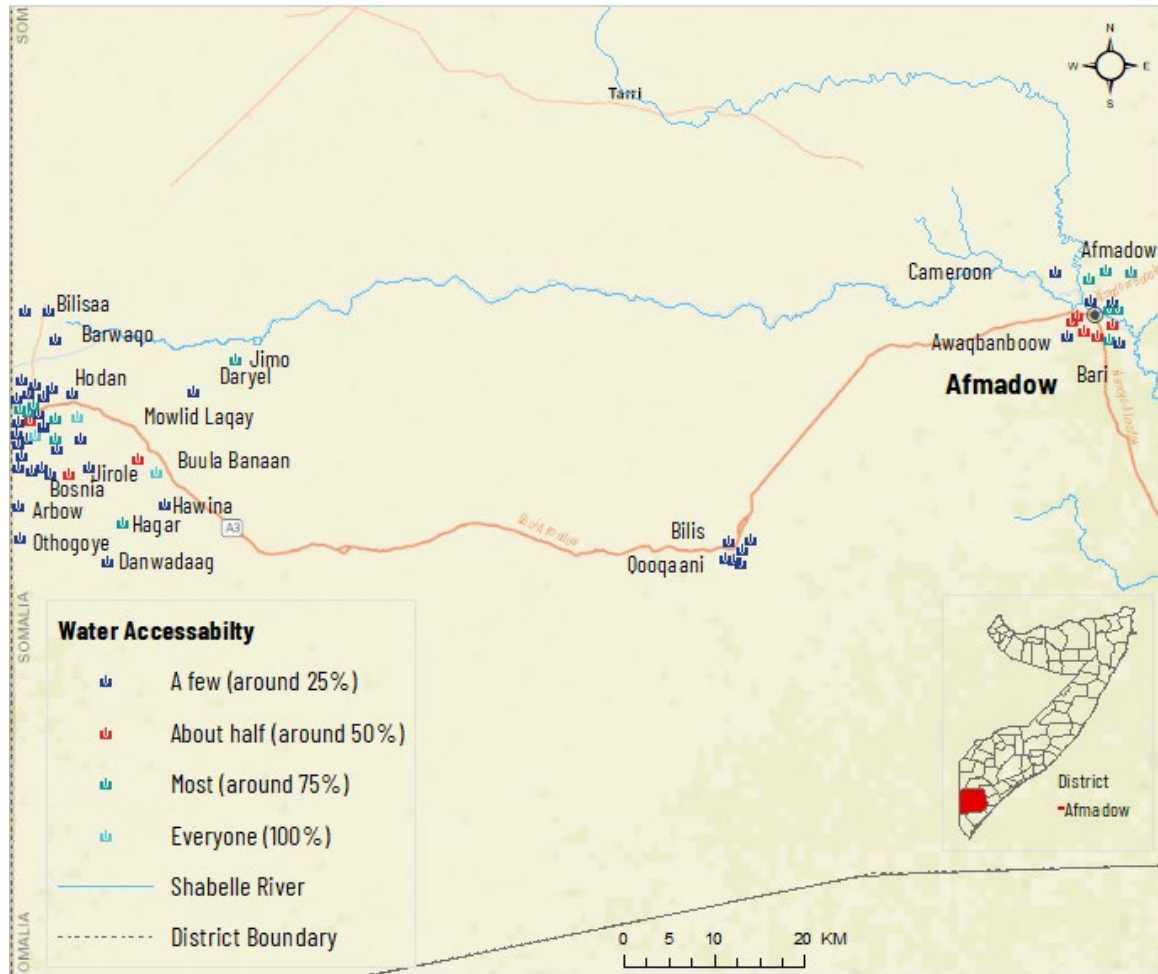 SOM
N
W
E
S
Tarri
Afmadow
Cameroon
Bilisaa
Barwaqo
Awaqbanboow
Jimo
Daryel
Bari
Hodan
Afmadow
Mowlid Laqay
Buula Banaan
Jirole
Bosnia
Arbow
Hawina
Hagar
A3
Bilis
Othogoye
Danwadaag
Qooqaani
SOMALIA
Water Accessabilty
A few (around 25%)
About half (around 50%)
Most (around 75%)
Everyone (100%)
Shabelle River
District Boundary
District
Afmadow
OMALIA
0 5 10 20 KM